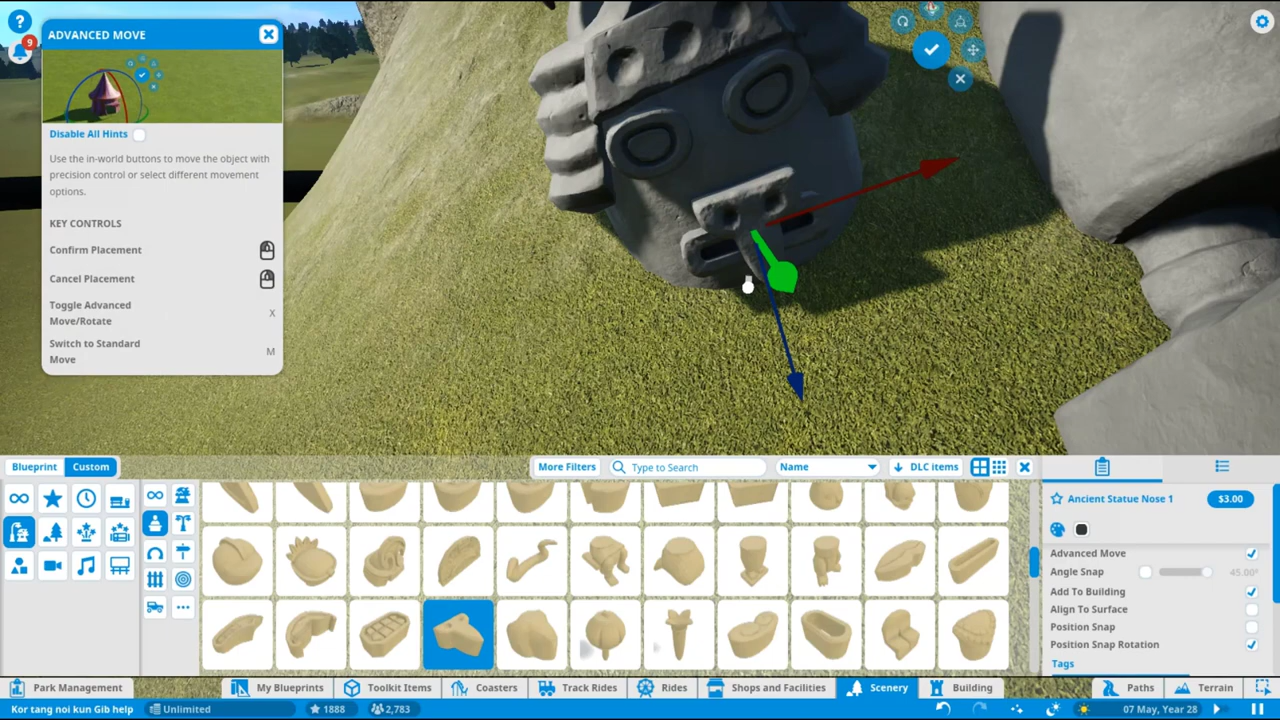 ?
9
ADVANCED MOVE
Disable All Hints
Use the in-world buttons to move the object with
precision control or select different movement
options.
KEY CONTROLS
Confirm Placement
Cancel Placement
Toggle Advanced
Move/Rotate
X
Switch to Standard
Move
M
Blueprint
Custom
More Filters
Type to Search
Name
DLC items
Ancient Statue Nose 1
$3.00
Advanced Move
Angle Snap
45.00°
Add To Building
Align To Surface
Position Snap
Position Snap Rotation
Tags
Park Management
My Blueprints
Toolkit Items
Coasters
Track Rides
Rides
Shops and Facilities
Scenery
Building
Paths
Terrain
Kor tang noi kun Gib help
Unlimited
1888
2,783
07 May, Year 28